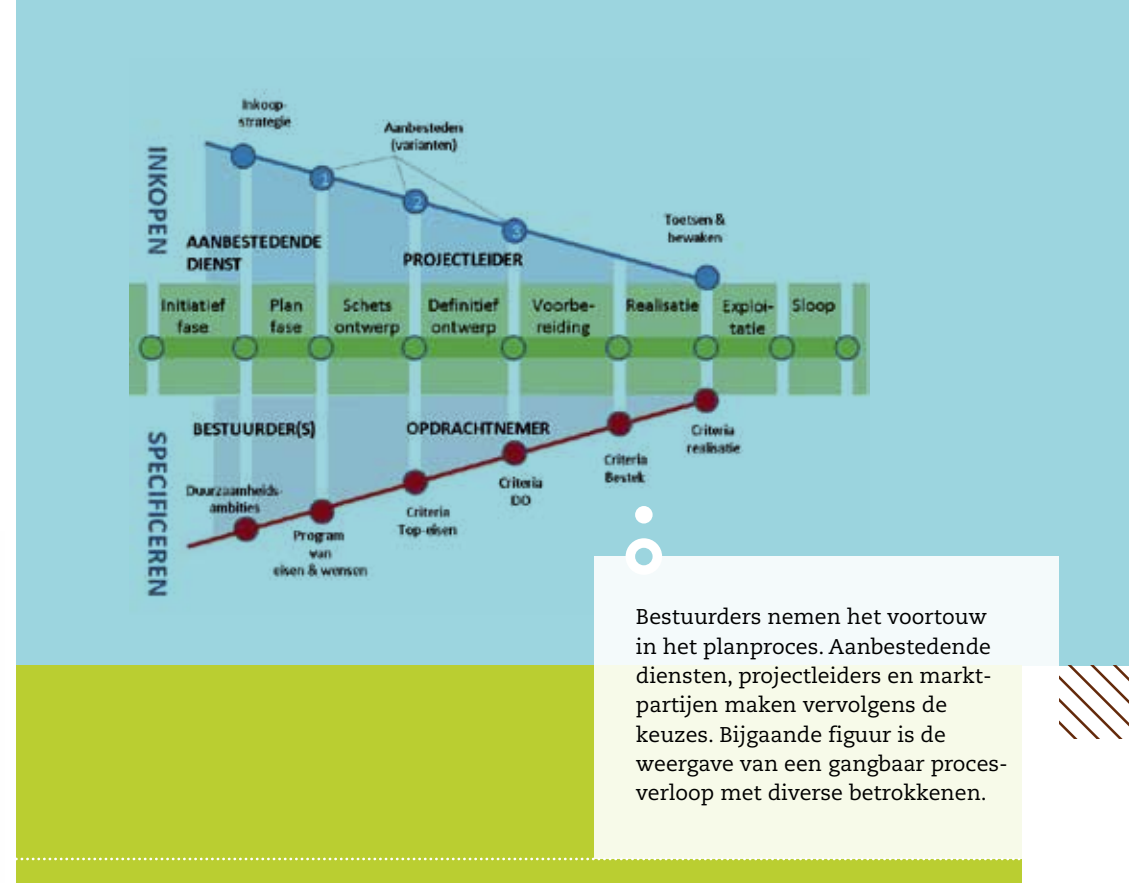 Inkoop-
strategie
Aanbesteden
(varianten)
INKOPEN
1
2
3
Toetsen &
bewaken
AANBESTEDENDE
DIENST
PROJECTLEIDER
Initiatief
fase
Plan
fase
Schets
ontwerp
Definitief
ontwerp
Voorbe-
reiding
Realisatie
Exploi-
tatie
Sloop
BESTUURDER(S)
OPDRACHTNEMER
SPECIFICEREN
Duurzaamheids-
ambities
Program
van
eisen & wensen
Criteria
Top-eisen
Criteria
DO
Criteria
Bestek
Criteria
realisatie
Bestuurders nemen het voortouw
in het planproces. Aanbestedende
diensten, projectleiders en markt-
partijen maken vervolgens de
keuzes. Bijgaande figuur is de
weergave van een gangbaar proces-
verloop met diverse betrokkenen.